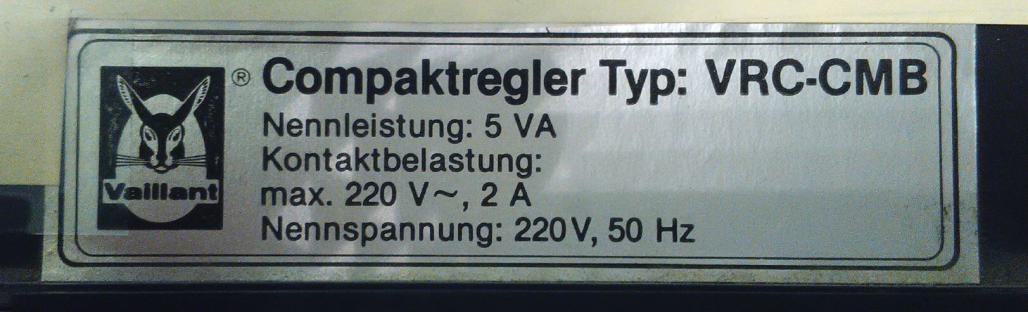 Vaillant ®
Compaktregler Typ: VRC-CMB
Nennleistung: 5 VA
Kontaktbelastung:
max. 220 V~, 2 A
Nennspannung: 220V, 50 Hz